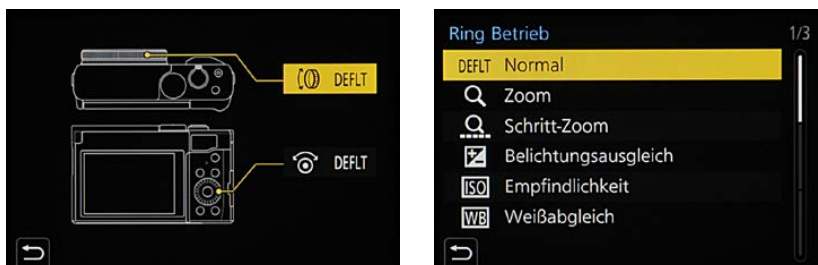 DEFLT
DEFLT
Ring Betrieb 1/3
DEFLT Normal
Zoom
Schritt-Zoom
Belichtungsausgleich
ISO Empfindlichkeit
WB Weißabgleich